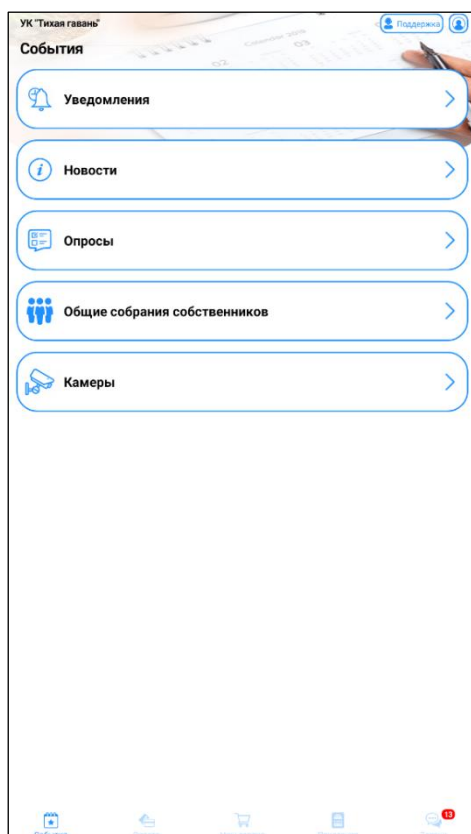 УК "Тихая гавань"
Поддержка
События
Уведомления
Новости
Опросы
Общие собрания собственников
Камеры
13